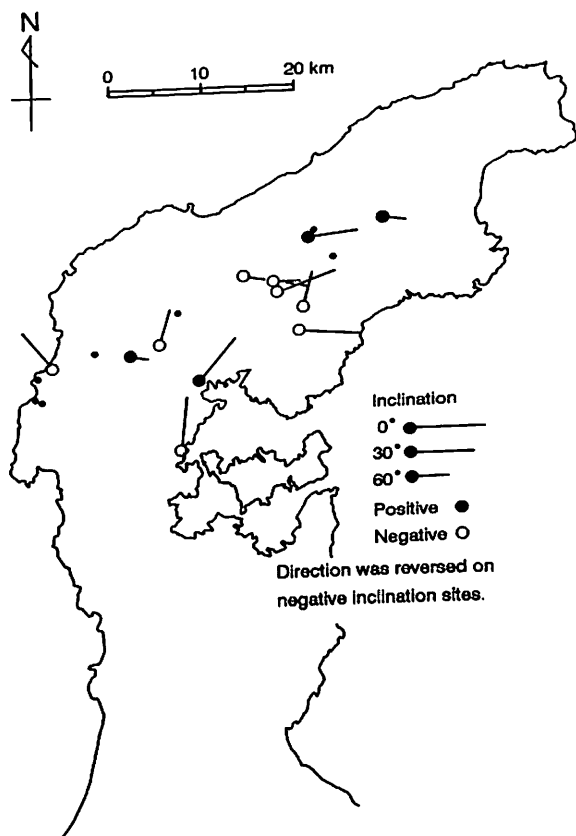 N
0 10 20 km
Inclination
0°
30°
60°
Positive
Negative
Direction was reversed on
negative inclination sites.